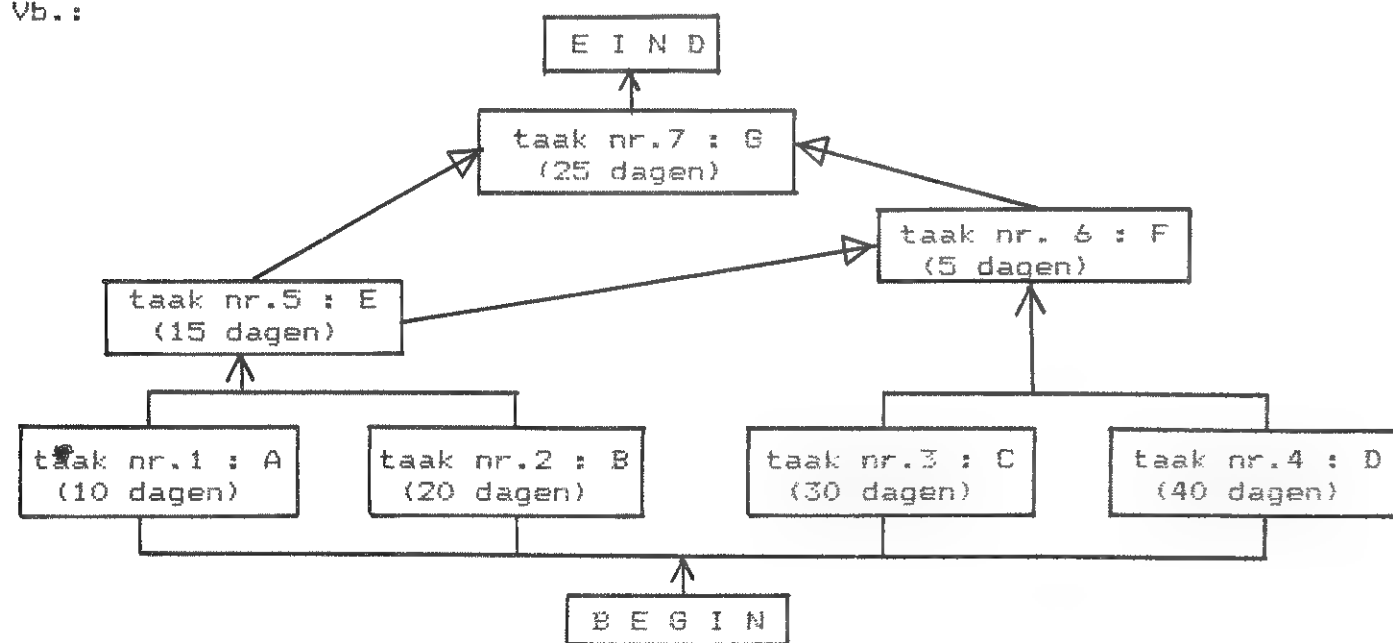 Vb.:
E I N D
taak nr.7 : G
(25 dagen)
taak nr. 6 : F
(5 dagen)
taak nr.5 : E
(15 dagen)
taak nr.1 : A
(10 dagen)
taak nr.2 : B
(20 dagen)
taak nr.3 : C
(30 dagen)
taak nr.4 : D
(40 dagen)
B E G I N